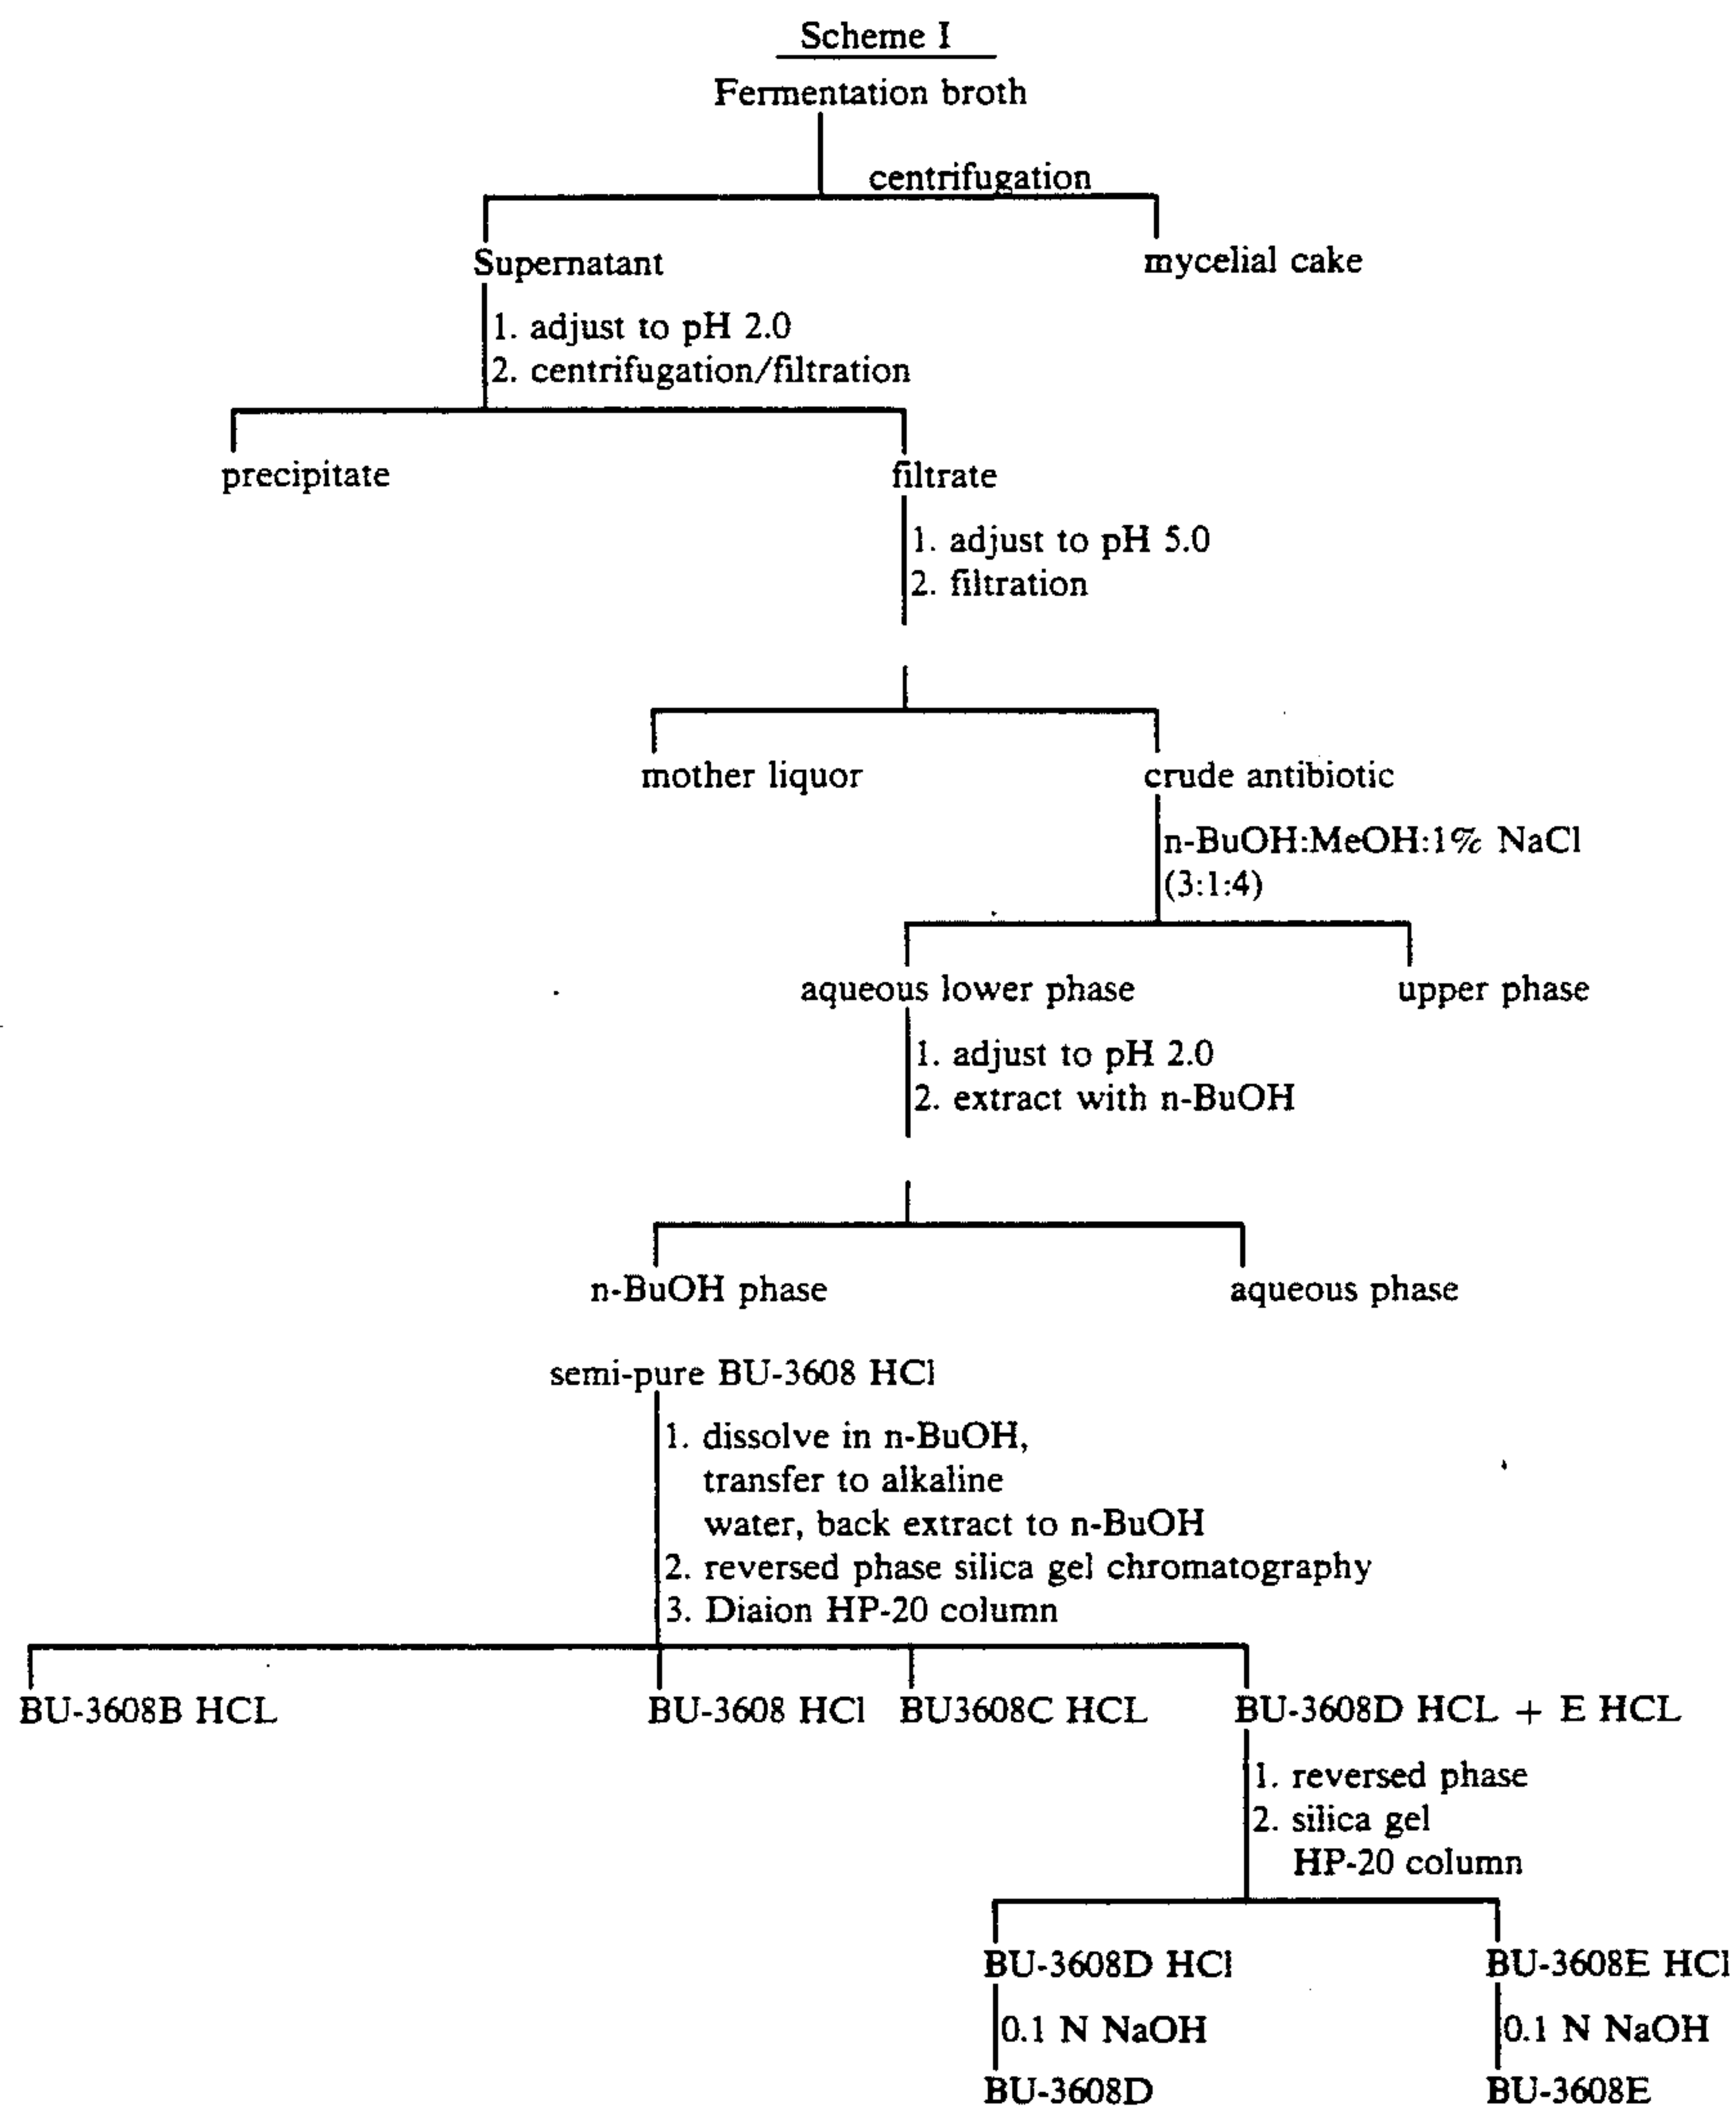 Scheme I
Fermentation broth
centrifugation
Supernatant
mycelial cake
1. adjust to pH 2.0
2. centrifugation/filtration
precipitate
filtrate
1. adjust to pH 5.0
2. filtration
mother liquor
crude antibiotic
n-BuOH:MeOH:1% NaCl
(3:1:4)
aqueous lower phase
upper phase
1. adjust to pH 2.0
2. extract with n-BuOH
n-BuOH phase
aqueous phase
semi-pure BU-3608 HCl
1. dissolve in n-BuOH,
transfer to alkaline
water, back extract to n-BuOH
2. reversed phase silica gel chromatography
3. Diaion HP-20 column
BU-3608B HCL
BU-3608 HCl
BU3608C HCL
BU-3608D HCL + E HCL
1. reversed phase
2. silica gel
HP-20 column
BU-3608D HCl
BU-3608E HCl
0.1 N NaOH
0.1 N NaOH
BU-3608D
BU-3608E